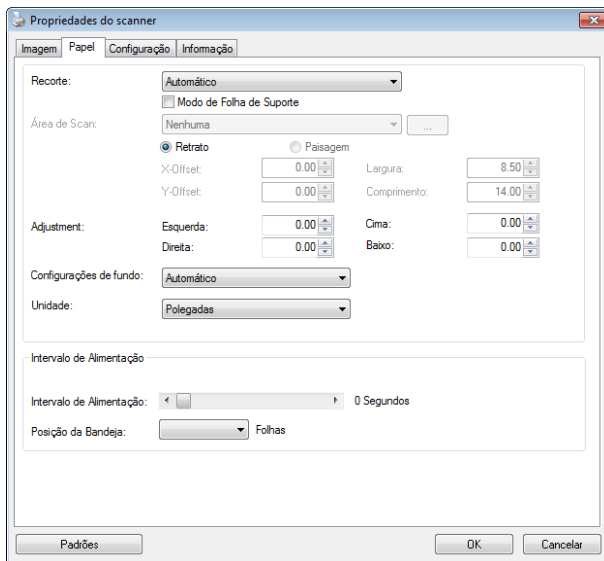 Propriedades do scanner
Imagem Papel Configuração Informação
Recorte: Automático
Modo de Folha de Suporte
Área de Scan: Nenhuma ...
Retrato Paisagem
X-Offset: 0.00 Largura: 8.50
Y-Offset: 0.00 Comprimento: 14.00
Adjustment: Esquerda: 0.00 Cima: 0.00
Direita: 0.00 Baixo: 0.00
Configurações de fundo: Automático
Unidade: Polegadas
Intervalo de Alimentação
Intervalo de Alimentação: 0 Segundos
Posição da Bandeja: Folhas
Padrões OK Cancelar